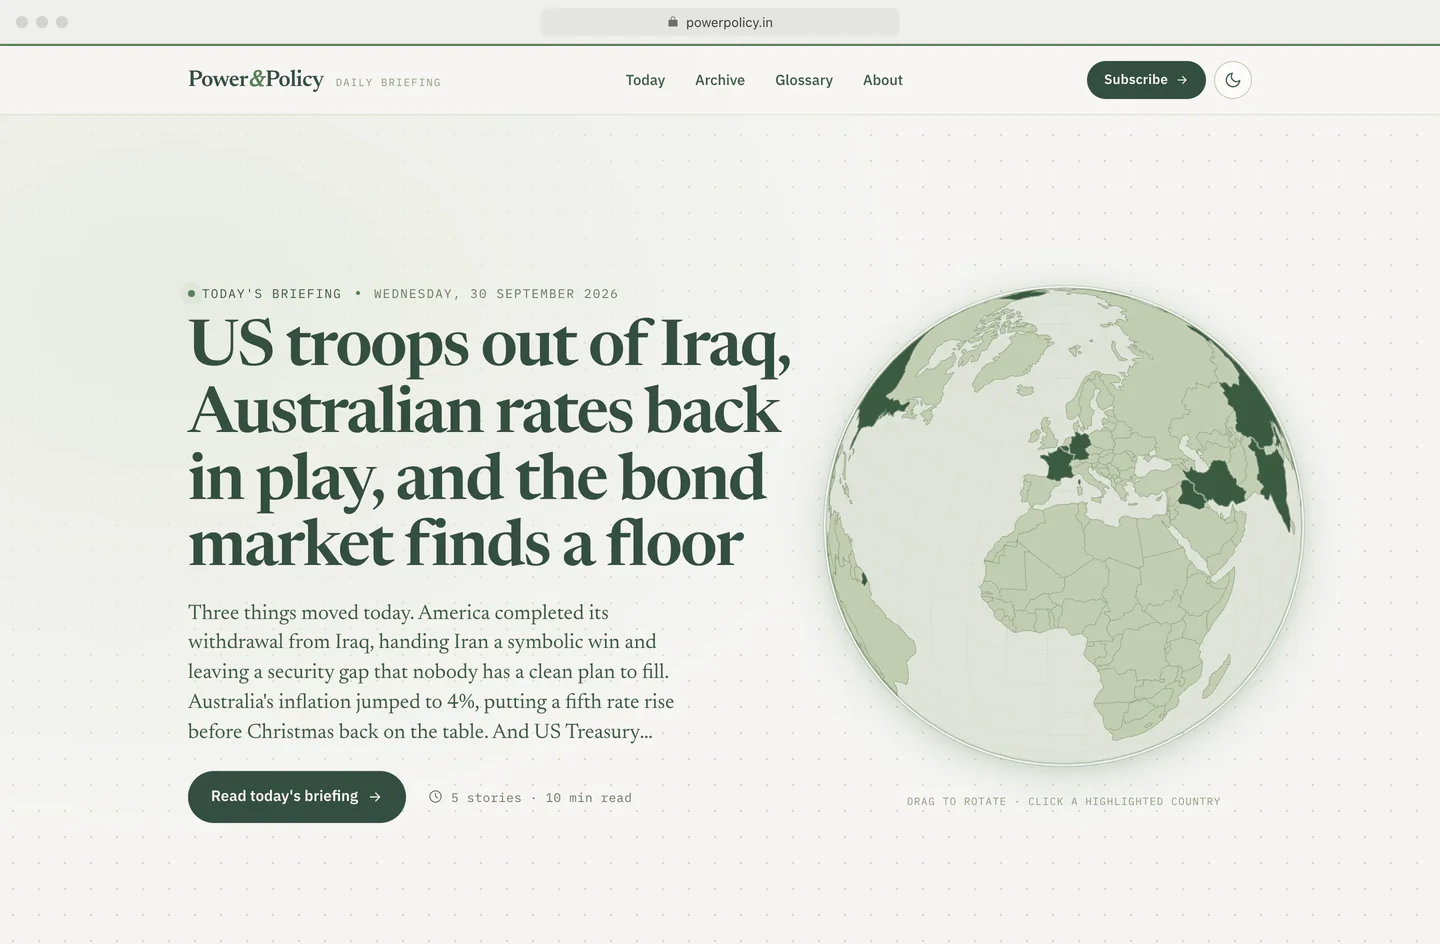 powerpolicy.in
Power&Policy DAILY BRIEFING
Today Archive Glossary About
Subscribe →
TODAY'S BRIEFING • WEDNESDAY, 30 SEPTEMBER 2026
US troops out of Iraq,
Australian rates back
in play, and the bond
market finds a floor
Three things moved today. America completed its
withdrawal from Iraq, handing Iran a symbolic win and
leaving a security gap that nobody has a clean plan to fill.
Australia's inflation jumped to 4%, putting a fifth rate rise
before Christmas back on the table. And US Treasury...
Read today's briefing →
5 stories · 10 min read
DRAG TO ROTATE · CLICK A HIGHLIGHTED COUNTRY